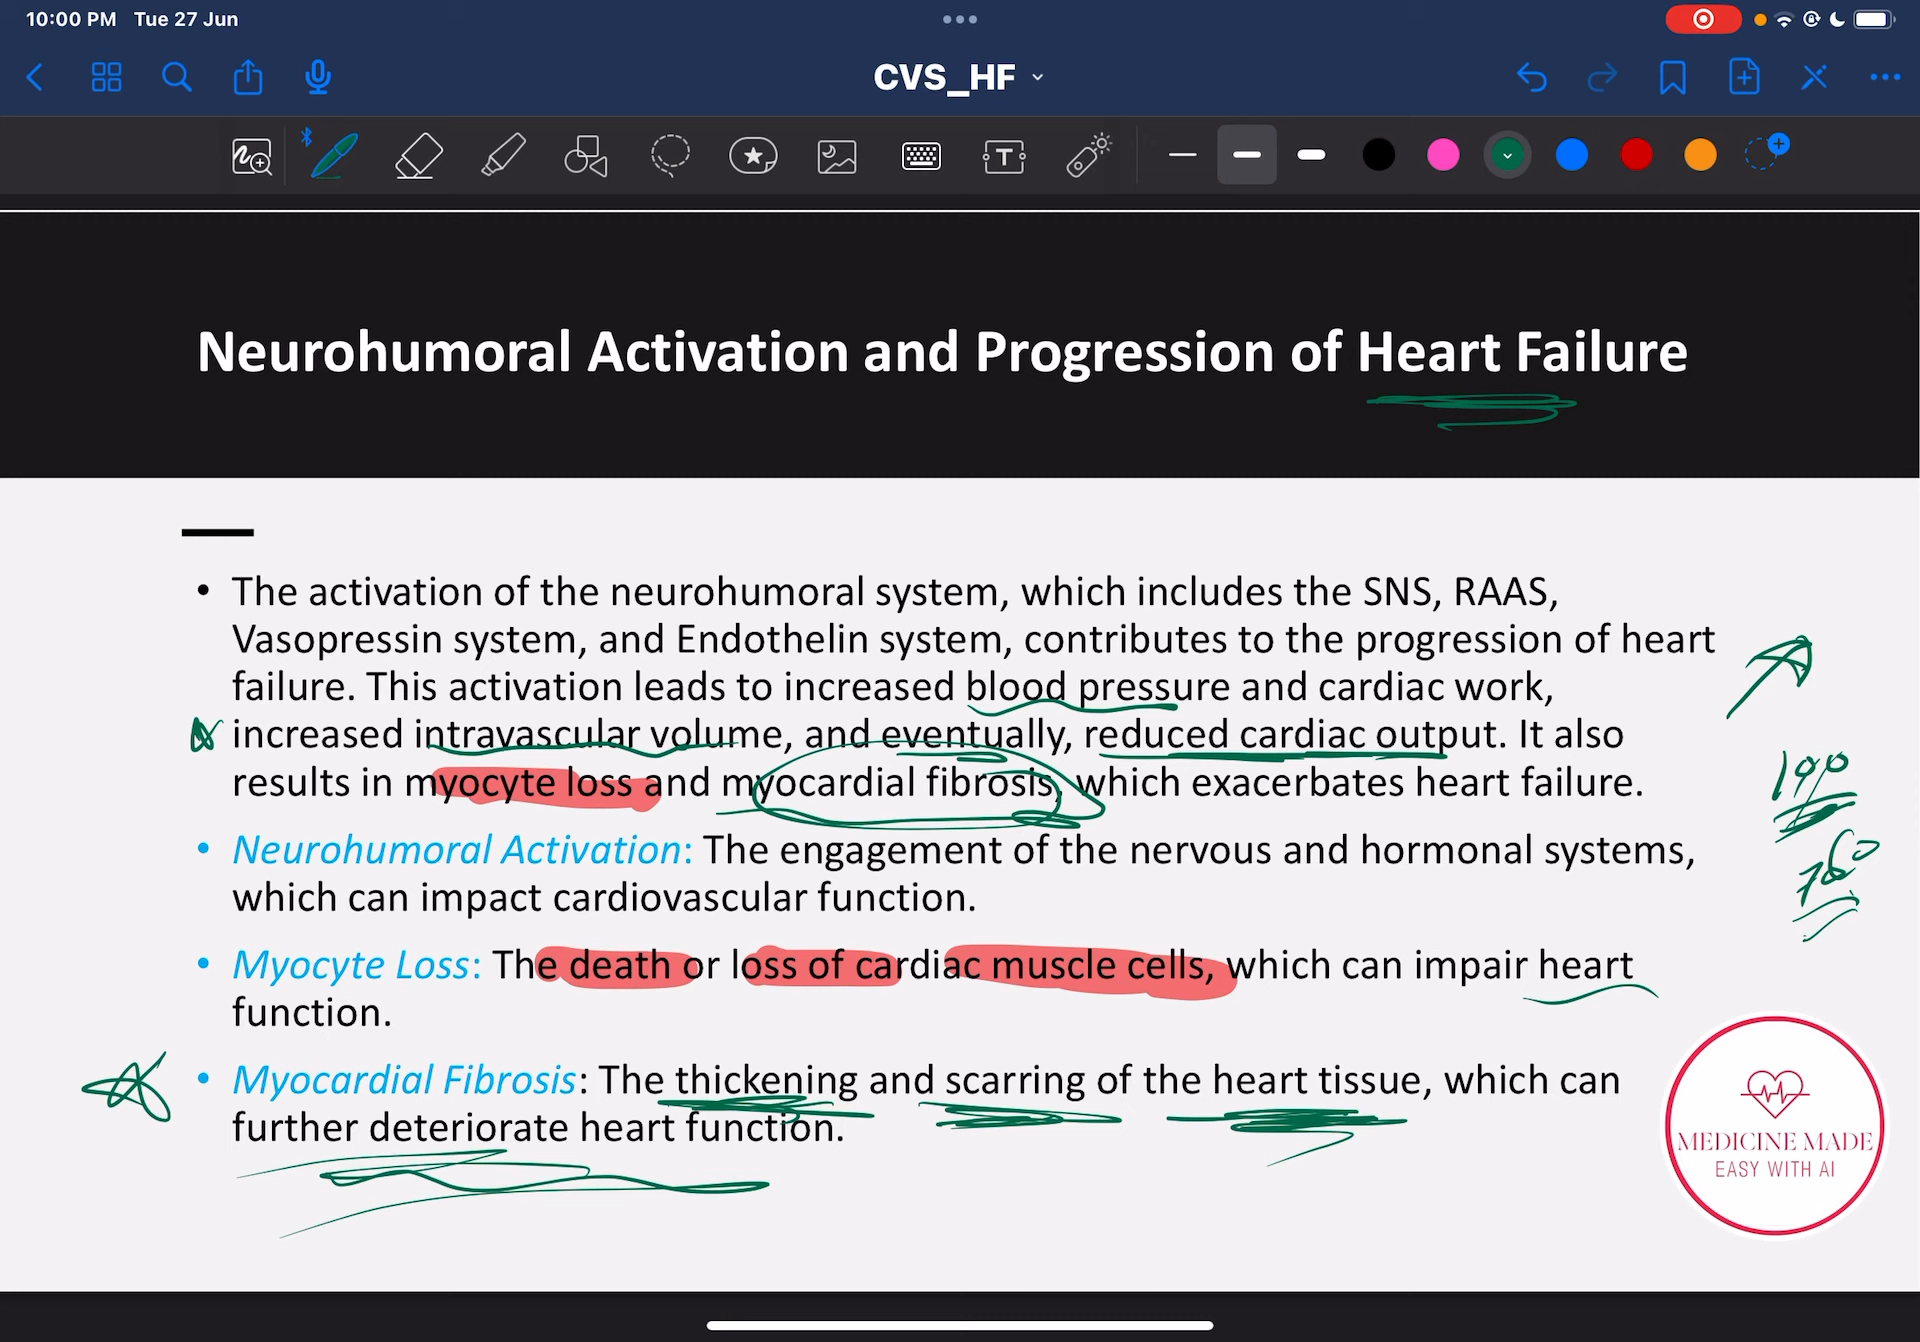 10:00 PM Tue 27 Jun
CVS_HF
T
Neurohumoral Activation and Progression of Heart Failure
• The activation of the neurohumoral system, which includes the SNS, RAAS,
Vasopressin system, and Endothelin system, contributes to the progression of heart
failure. This activation leads to increased blood pressure and cardiac work,
increased intravascular volume, and eventually, reduced cardiac output. It also
results in myocyte loss and myocardial fibrosis, which exacerbates heart failure.
• Neurohumoral Activation: The engagement of the nervous and hormonal systems,
which can impact cardiovascular function.
• Myocyte Loss: The death or loss of cardiac muscle cells, which can impair heart
function.
• Myocardial Fibrosis: The thickening and scarring of the heart tissue, which can
further deteriorate heart function.
MEDICINE MADE
EASY WITH AI